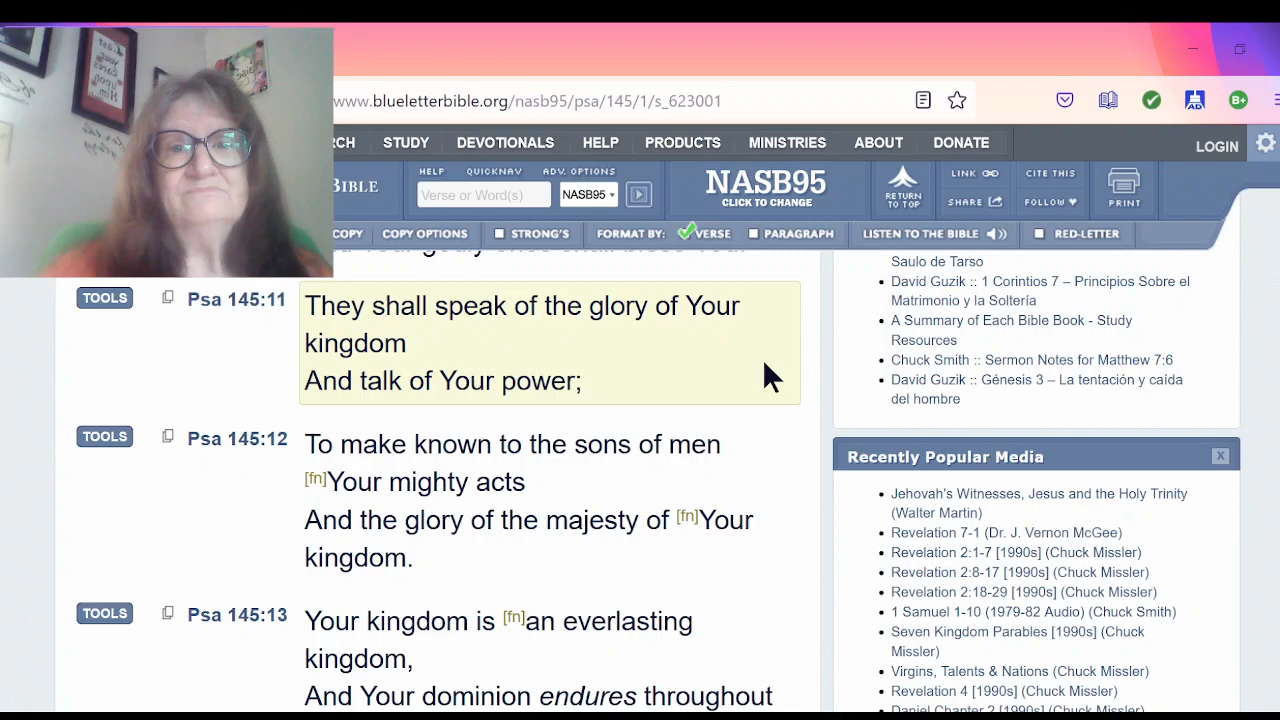 www.blueletterbible.org/nasb95/psa/145/1/s_623001
AD
B+
RCH STUDY DEVOTIONALS HELP PRODUCTS MINISTRIES ABOUT DONATE
LOGIN
BIBLE
HELP QUICKNAV ADV. OPTIONS
Verse or Word(s) NASB95
NASB95
CLICK TO CHANGE
RETURN TO TOP
LINK CITE THIS
SHARE FOLLOW
PRINT
COPY COPY OPTIONS STRONG'S FORMAT BY: VERSE PARAGRAPH LISTEN TO THE BIBLE RED-LETTER
TOOLS Psa 145:11 They shall speak of the glory of Your
kingdom
And talk of Your power;
TOOLS Psa 145:12 To make known to the sons of men
[fn]Your mighty acts
And the glory of the majesty of [fn]Your
kingdom.
TOOLS Psa 145:13 Your kingdom is [fn]an everlasting
kingdom,
And Your dominion endures throughout
Saulo de Tarso
David Guzik :: 1 Corintios 7 – Principios Sobre el
Matrimonio y la Soltería
A Summary of Each Bible Book - Study
Resources
Chuck Smith :: Sermon Notes for Matthew 7:6
David Guzik :: Génesis 3 – La tentación y caída
del hombre
Recently Popular Media
Jehovah's Witnesses, Jesus and the Holy Trinity
(Walter Martin)
Revelation 7-1 (Dr. J. Vernon McGee)
Revelation 2:1-7 [1990s] (Chuck Missler)
Revelation 2:8-17 [1990s] (Chuck Missler)
Revelation 2:18-29 [1990s] (Chuck Missler)
1 Samuel 1-10 (1979-82 Audio) (Chuck Smith)
Seven Kingdom Parables [1990s] (Chuck
Missler)
Virgins, Talents & Nations (Chuck Missler)
Revelation 4 [1990s] (Chuck Missler)
Daniel Chapter 2 [1990s] (Chuck Missler)